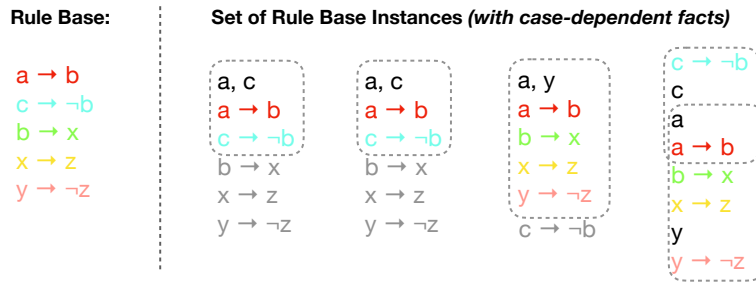 Rule Base:
a → b
c → ¬b
b → x
x → z
y → ¬z
Set of Rule Base Instances (with case-dependent facts)
a, c
a → b
c → ¬b
b → x
x → z
y → ¬z
a, c
a → b
c → ¬b
b → x
x → z
y → ¬z
a, y
a → b
b → x
x → z
y → ¬z
c → ¬b
c → ¬b
c
a
a → b
b → x
x → z
y
y → ¬z